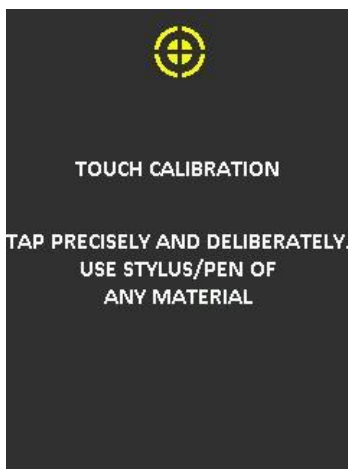 TOUCH CALIBRATION
TAP PRECISELY AND DELIBERATELY.
USE STYLUS/PEN OF
ANY MATERIAL